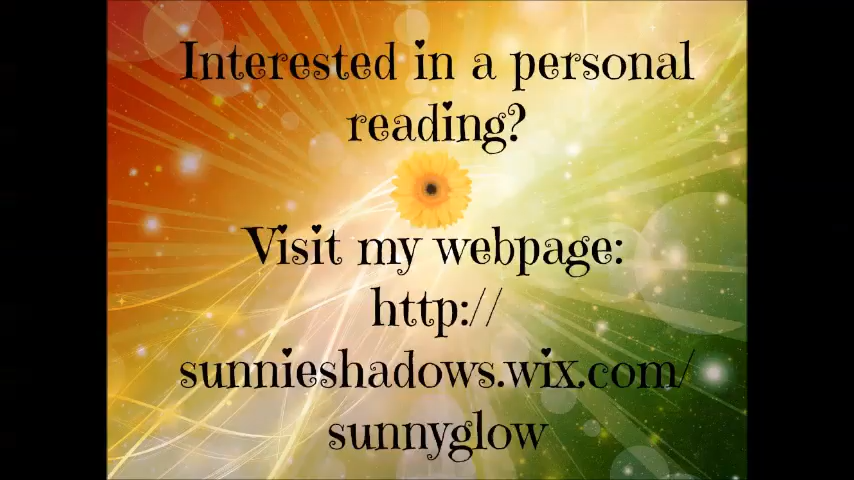 Interested in a personal
reading?
Visit my webpage:
http://
sunnieshadows.wix.com/
sunnyglow